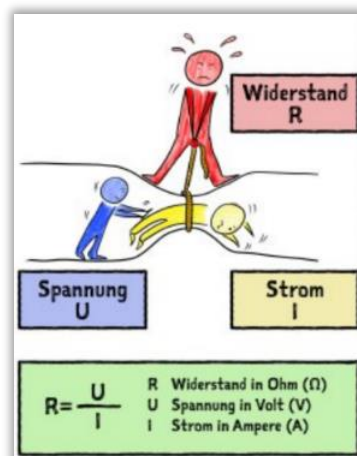 Widerstand
R
Spannung
U
Strom
I
R= U
I
R Widerstand in Ohm (Ω)
U Spannung in Volt (V)
I Strom in Ampere (A)